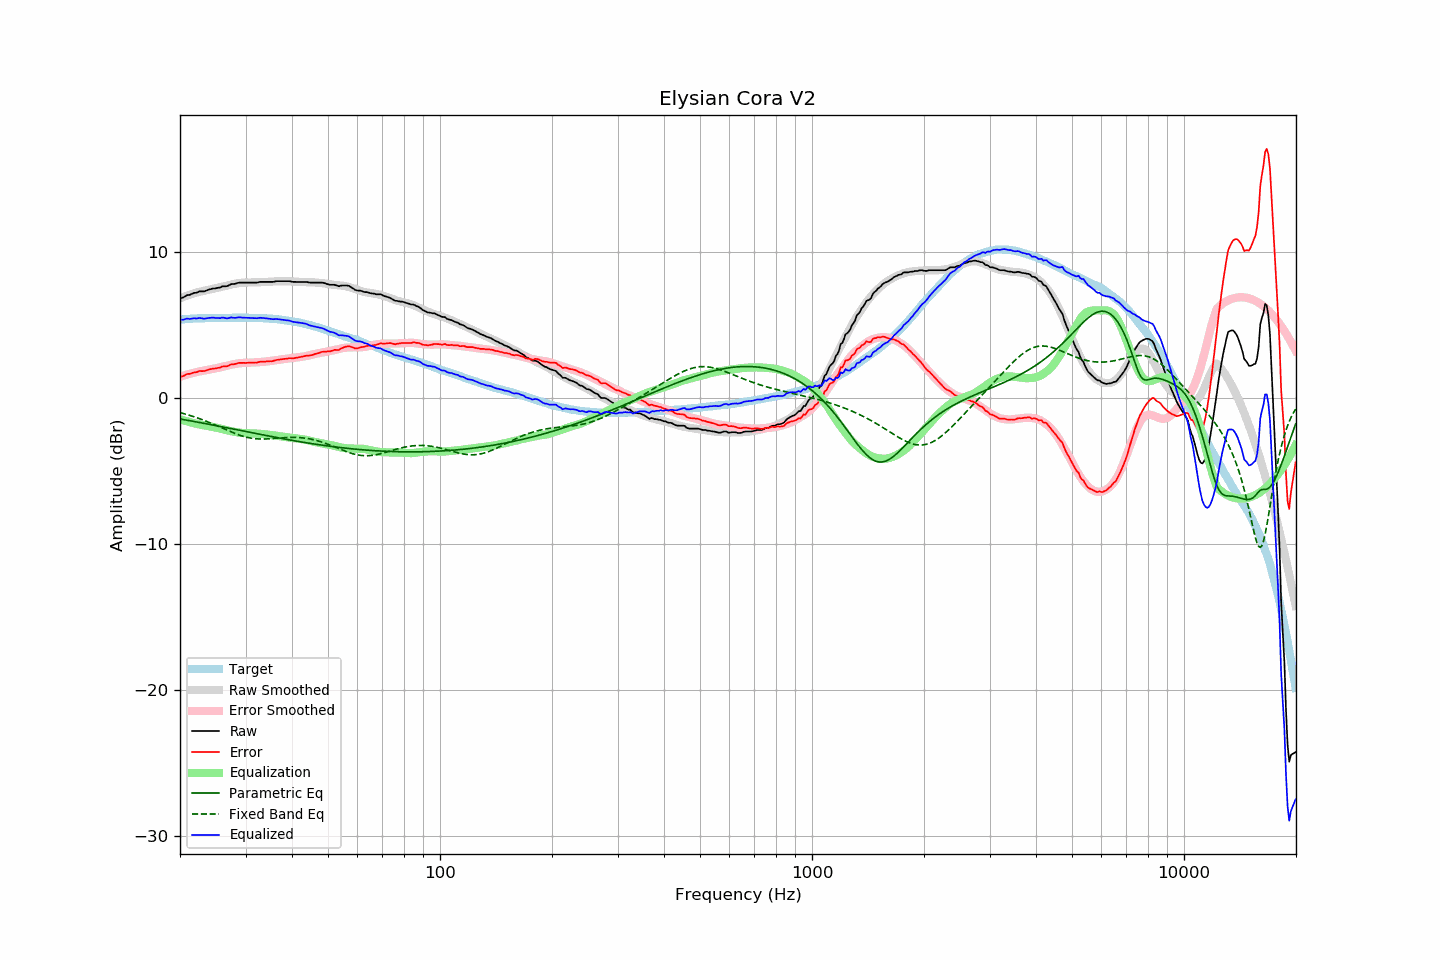 Elysian Cora V2
Amplitude (dBr)
10
0
−10
−20
−30
Target
Raw Smoothed
Error Smoothed
Raw
Error
Equalization
Parametric Eq
Fixed Band Eq
Equalized
100
1000
10000
Frequency (Hz)